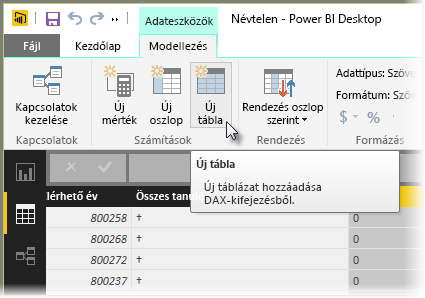 Adateszközök
Névtelen - Power BI Desktop
Fájl
Kezdőlap
Modellezés
Kapcsolatok
kezelése
Új
mérték
Új
oszlop
Új
tábla
Rendezés oszlop
szerint
Adattípus: Szöve
Formátum: Szöve
$ %
Kapcsolatok
Számítások
Rendezés
Formázás
Új tábla
Új táblázat hozzáadása
DAX-kifejezésből.
lérhető év
Összes tanu
800258 † 0
800268 † 0
800272 † 0
800237 † 0